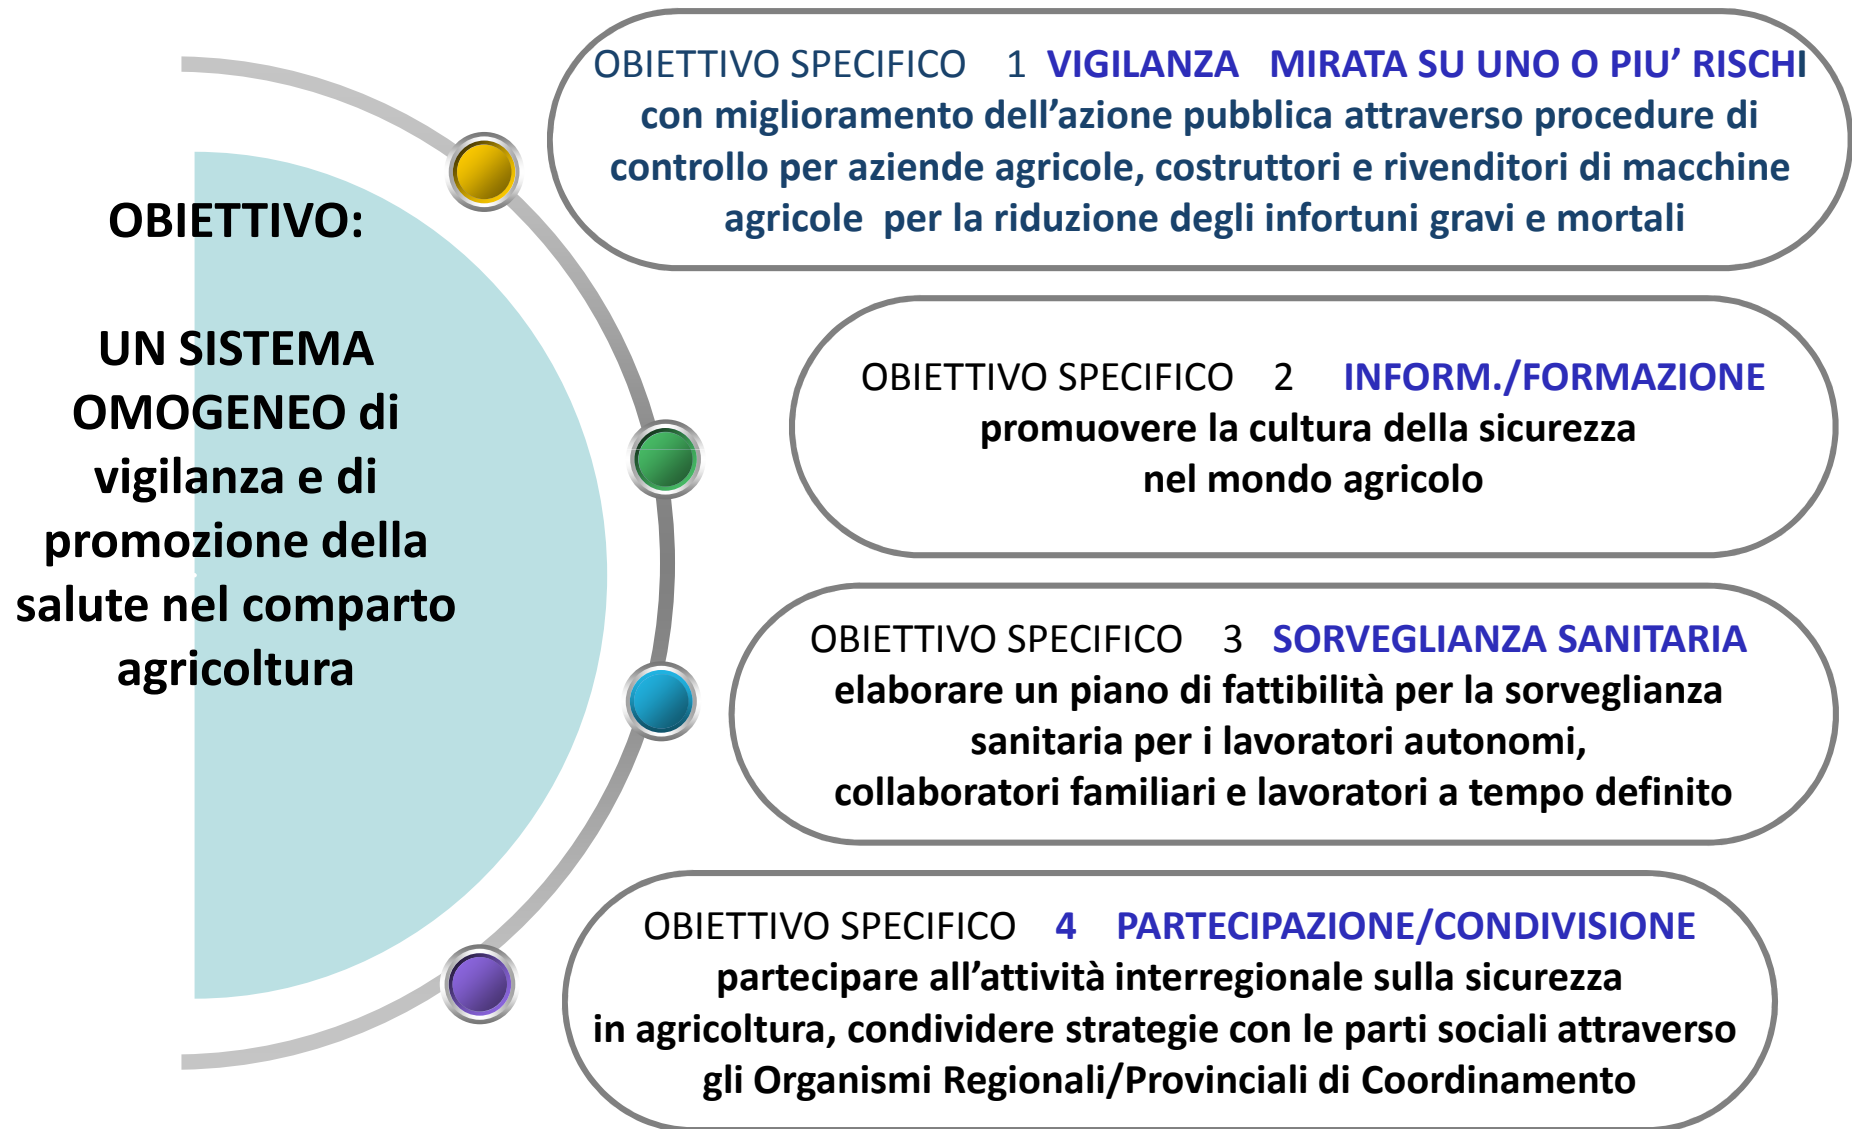 OBIETTIVO:
UN SISTEMA
OMOGENEO di
vigilanza e di
promozione della
salute nel comparto
agricoltura
OBIETTIVO SPECIFICO 1 VIGILANZA MIRATA SU UNO O PIU’ RISCHI
con miglioramento dell’azione pubblica attraverso procedure di
controllo per aziende agricole, costruttori e rivenditori di macchine
agricole per la riduzione degli infortuni gravi e mortali
OBIETTIVO SPECIFICO 2 INFORM./FORMAZIONE
promuovere la cultura della sicurezza
nel mondo agricolo
OBIETTIVO SPECIFICO 3 SORVEGLIANZA SANITARIA
elaborare un piano di fattibilità per la sorveglianza
sanitaria per i lavoratori autonomi,
collaboratori familiari e lavoratori a tempo definito
OBIETTIVO SPECIFICO 4 PARTECIPAZIONE/CONDIVISIONE
partecipare all’attività interregionale sulla sicurezza
in agricoltura, condividere strategie con le parti sociali attraverso
gli Organismi Regionali/Provinciali di Coordinamento